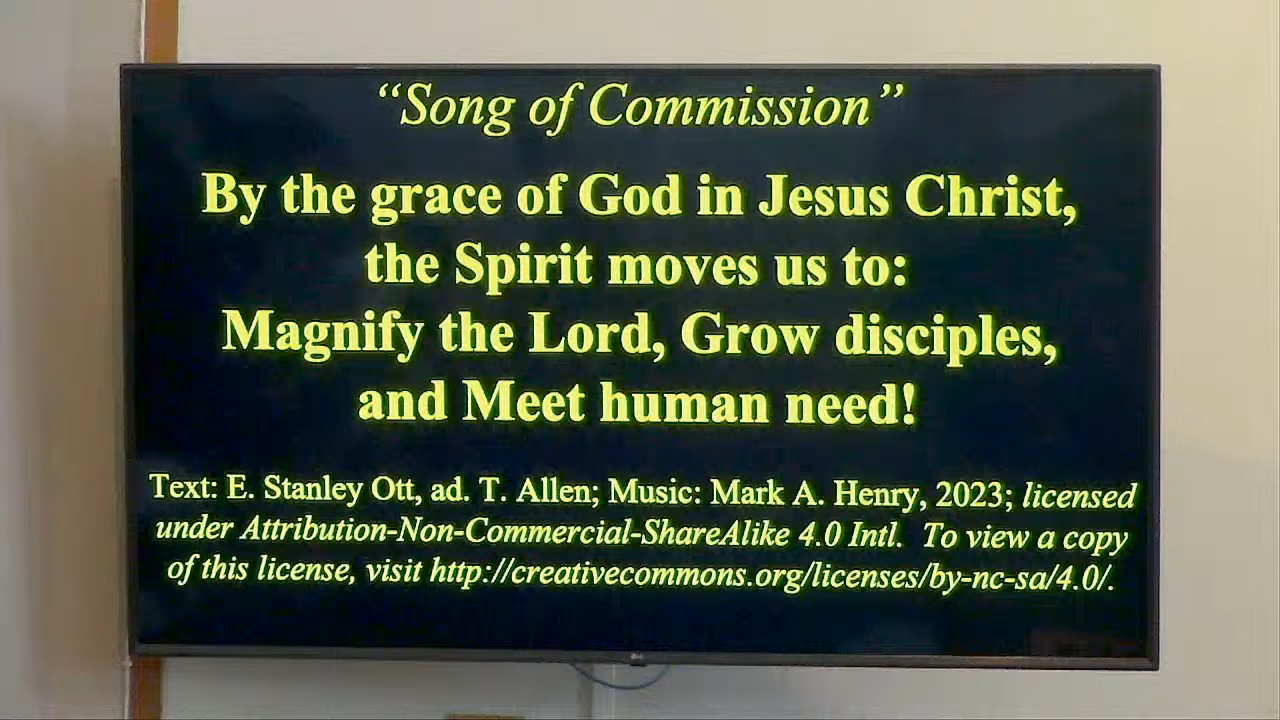 “Song of Commission”
By the grace of God in Jesus Christ,
the Spirit moves us to:
Magnify the Lord, Grow disciples,
and Meet human need!
Text: E. Stanley Ott, ad. T. Allen; Music: Mark A. Henry, 2023; licensed
under Attribution-Non-Commercial-ShareAlike 4.0 Intl.  To view a copy
of this license, visit http://creativecommons.org/licenses/by-nc-sa/4.0/.